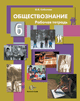 ОБЩЕСТВОЗНАНИЕ
Рабочая тетрадь
6